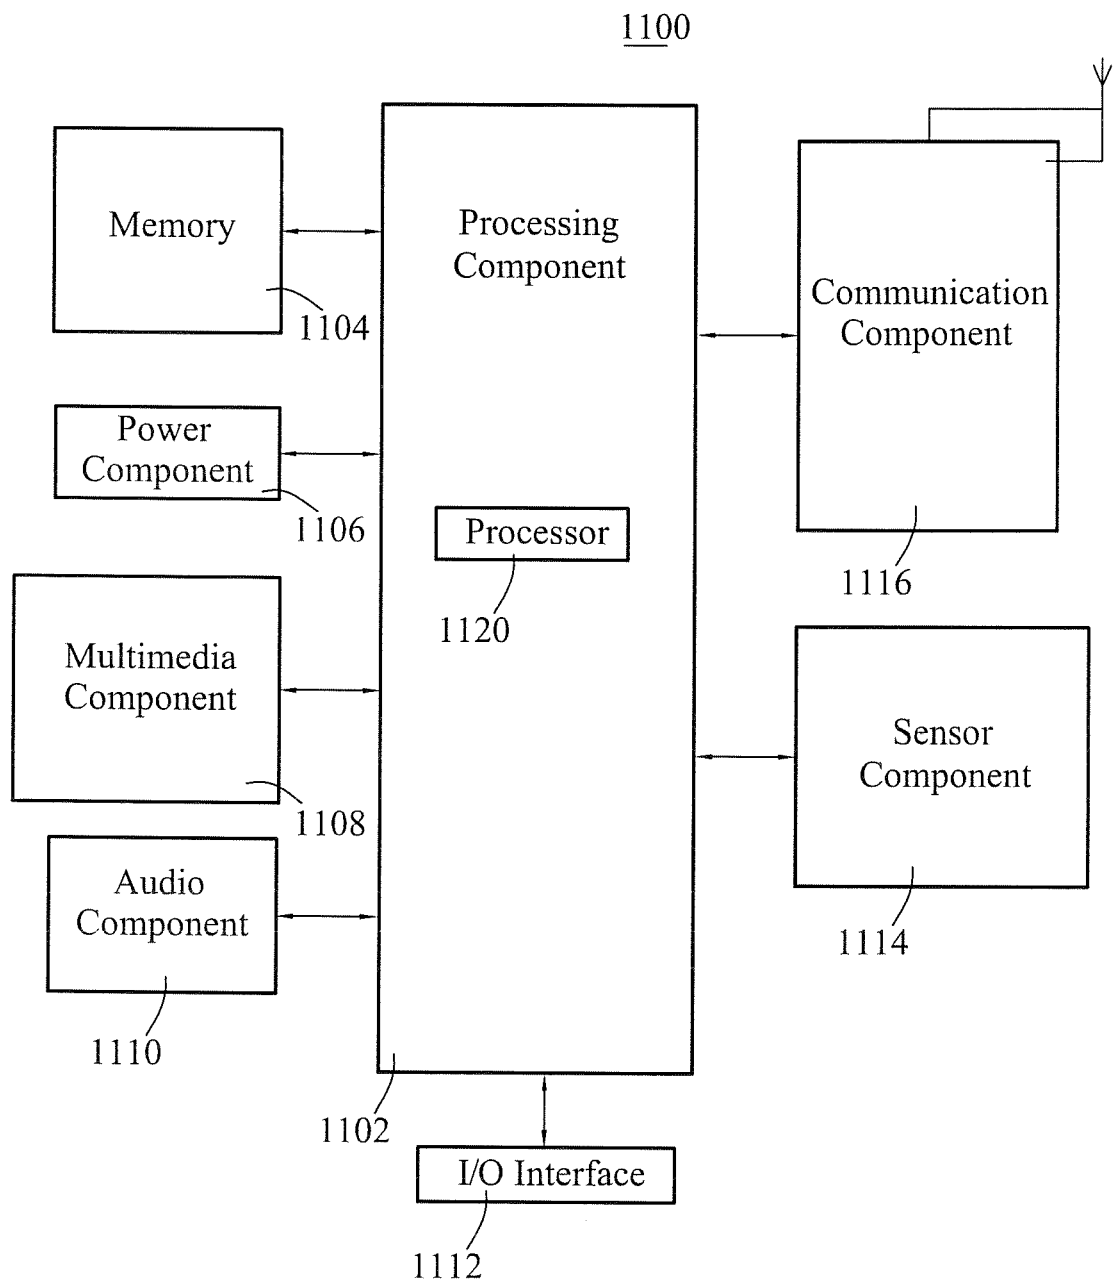 1100
Memory
1104
Processing
Component
Communication
Component
1116
Power
Component
1106
Processor
1120
Multimedia
Component
1108
Sensor
Component
1114
Audio
Component
1110
1102
I/O Interface
1112